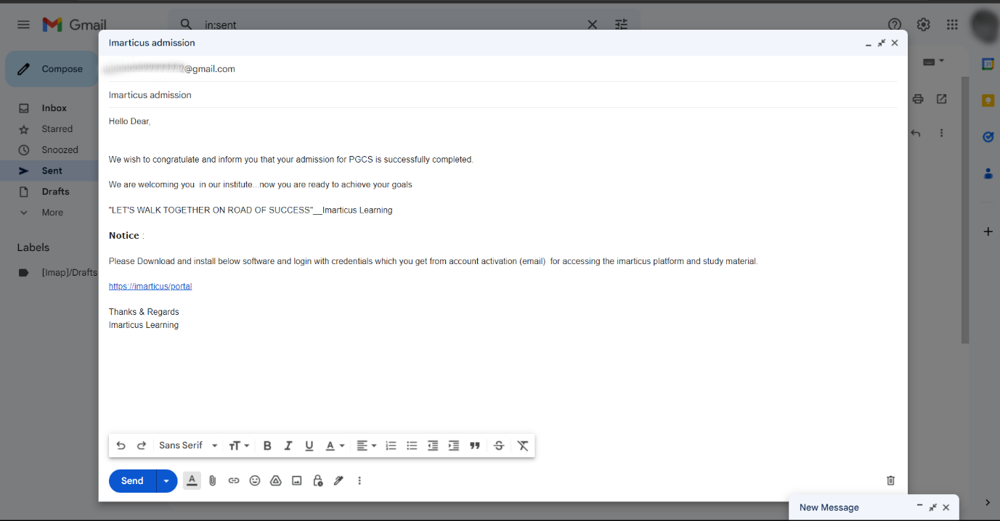 Gmail
in:sent
Compose
Inbox
Starred
Snoozed
Sent
Drafts
More
Labels
[Imap]/Drafts
Imarticus admission
@gmail.com
Imarticus admission
Hello Dear,
We wish to congratulate and inform you that your admission for PGCS is successfully completed.
We are welcoming you  in our institute...now you are ready to achieve your goals
"LET'S WALK TOGETHER ON ROAD OF SUCCESS"__Imarticus Learning
Notice :
Please Download and install below software and login with credentials which you get from account activation (email)  for accessing the imarticus platform and study material.
https://imarticus/portal
Thanks & Regards
Imarticus Learning
Sans Serif
Send
New Message
31